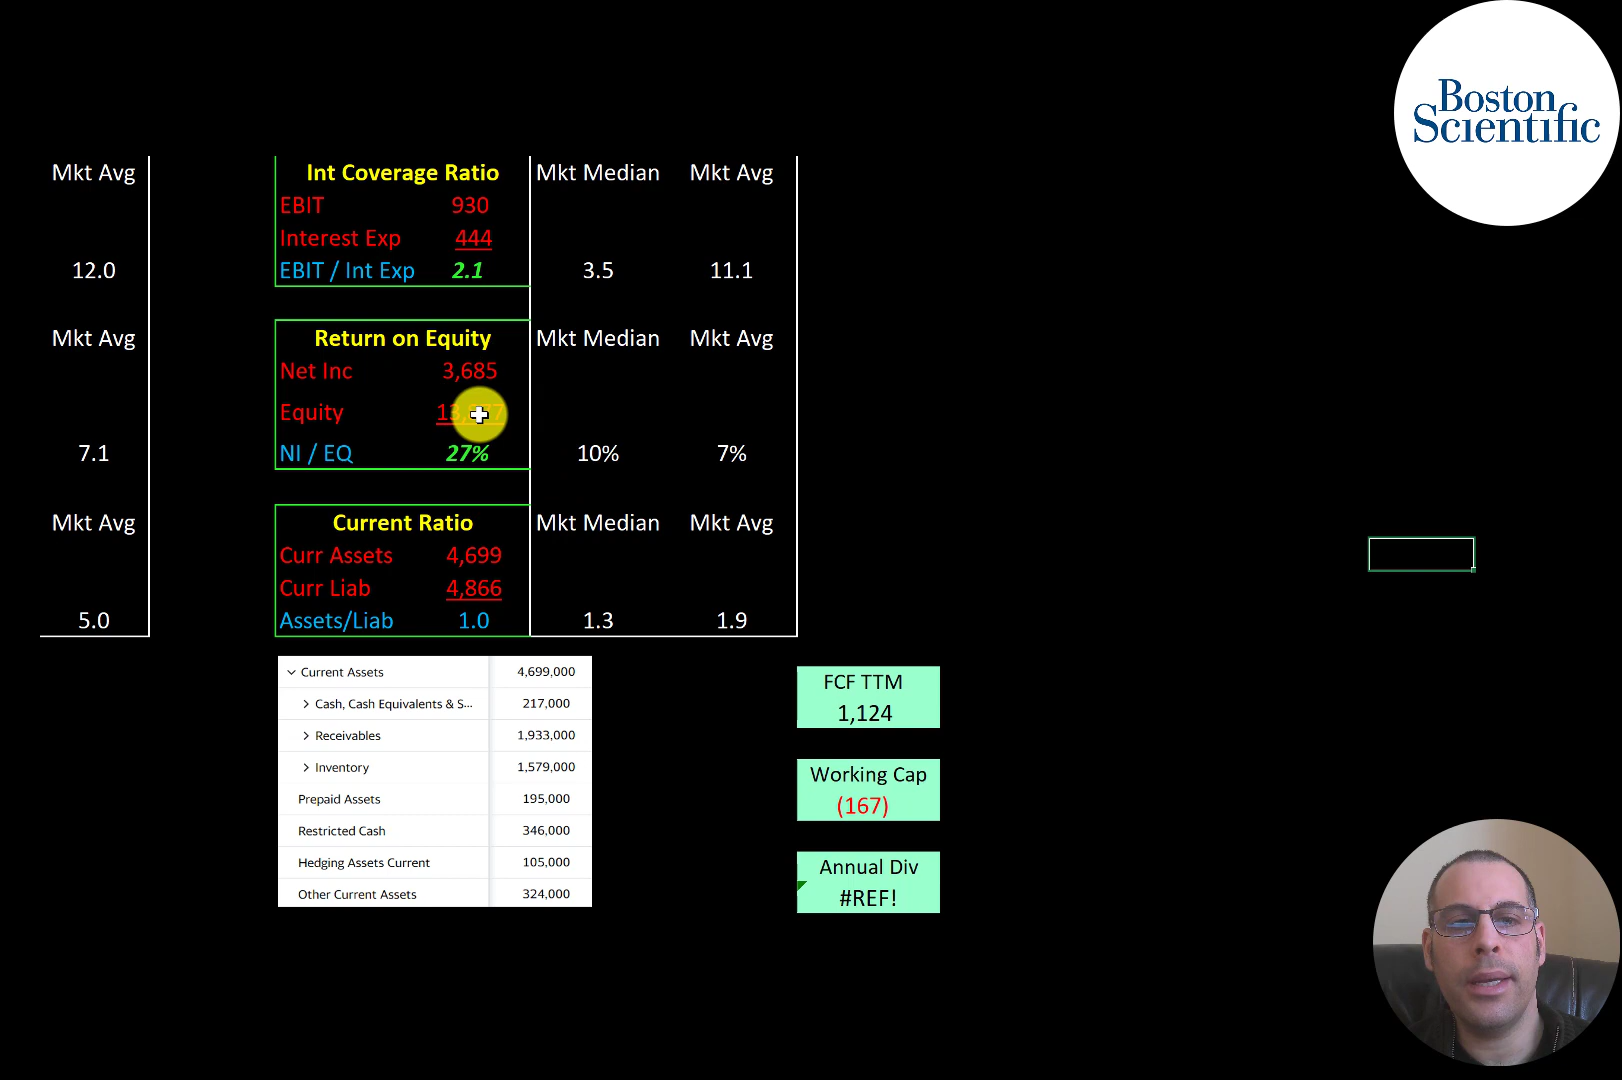 Boston
Scientific
Mkt Avg
12.0
Mkt Avg
7.1
Mkt Avg
5.0
Int Coverage Ratio
EBIT 930
Interest Exp 444
EBIT / Int Exp 2.1
Mkt Median Mkt Avg
3.5 11.1
Return on Equity
Net Inc 3,685
Equity
NI / EQ 27%
Mkt Median Mkt Avg
10% 7%
Current Ratio
Curr Assets 4,699
Curr Liab 4,866
Assets/Liab 1.0
Mkt Median Mkt Avg
1.3 1.9
Current Assets 4,699,000
Cash, Cash Equivalents & S... 217,000
Receivables 1,933,000
Inventory 1,579,000
Prepaid Assets 195,000
Restricted Cash 346,000
Hedging Assets Current 105,000
Other Current Assets 324,000
FCF TTM
1,124
Working Cap
(167)
Annual Div
#REF!